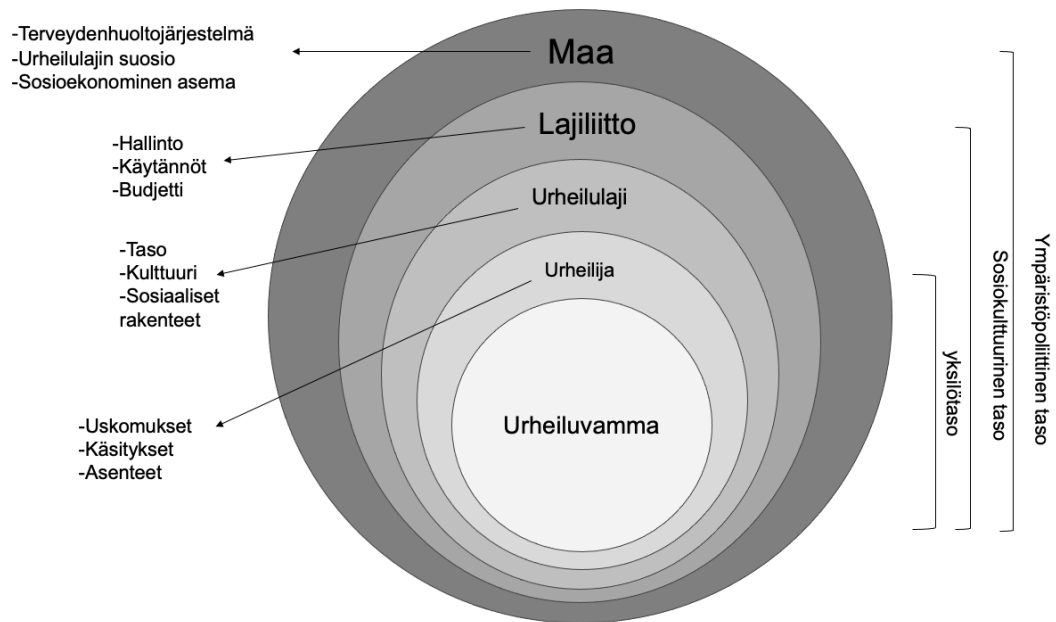 -Terveydenhuoltojärjestelmä
-Urheilulajin suosio
-Sosioekonominen asema
Maa
Lajiliitto
-Hallinto
-Käytännöt
-Budjetti
Urheilulaji
-Taso
-Kulttuuri
-Sosiaaliset
rakenteet
Urheilija
-Uskomukset
-Käsitykset
-Asenteet
Urheiluvamma
yksilötaso
Sosiokulttuurinen taso
Ympäristöpoliittinen taso